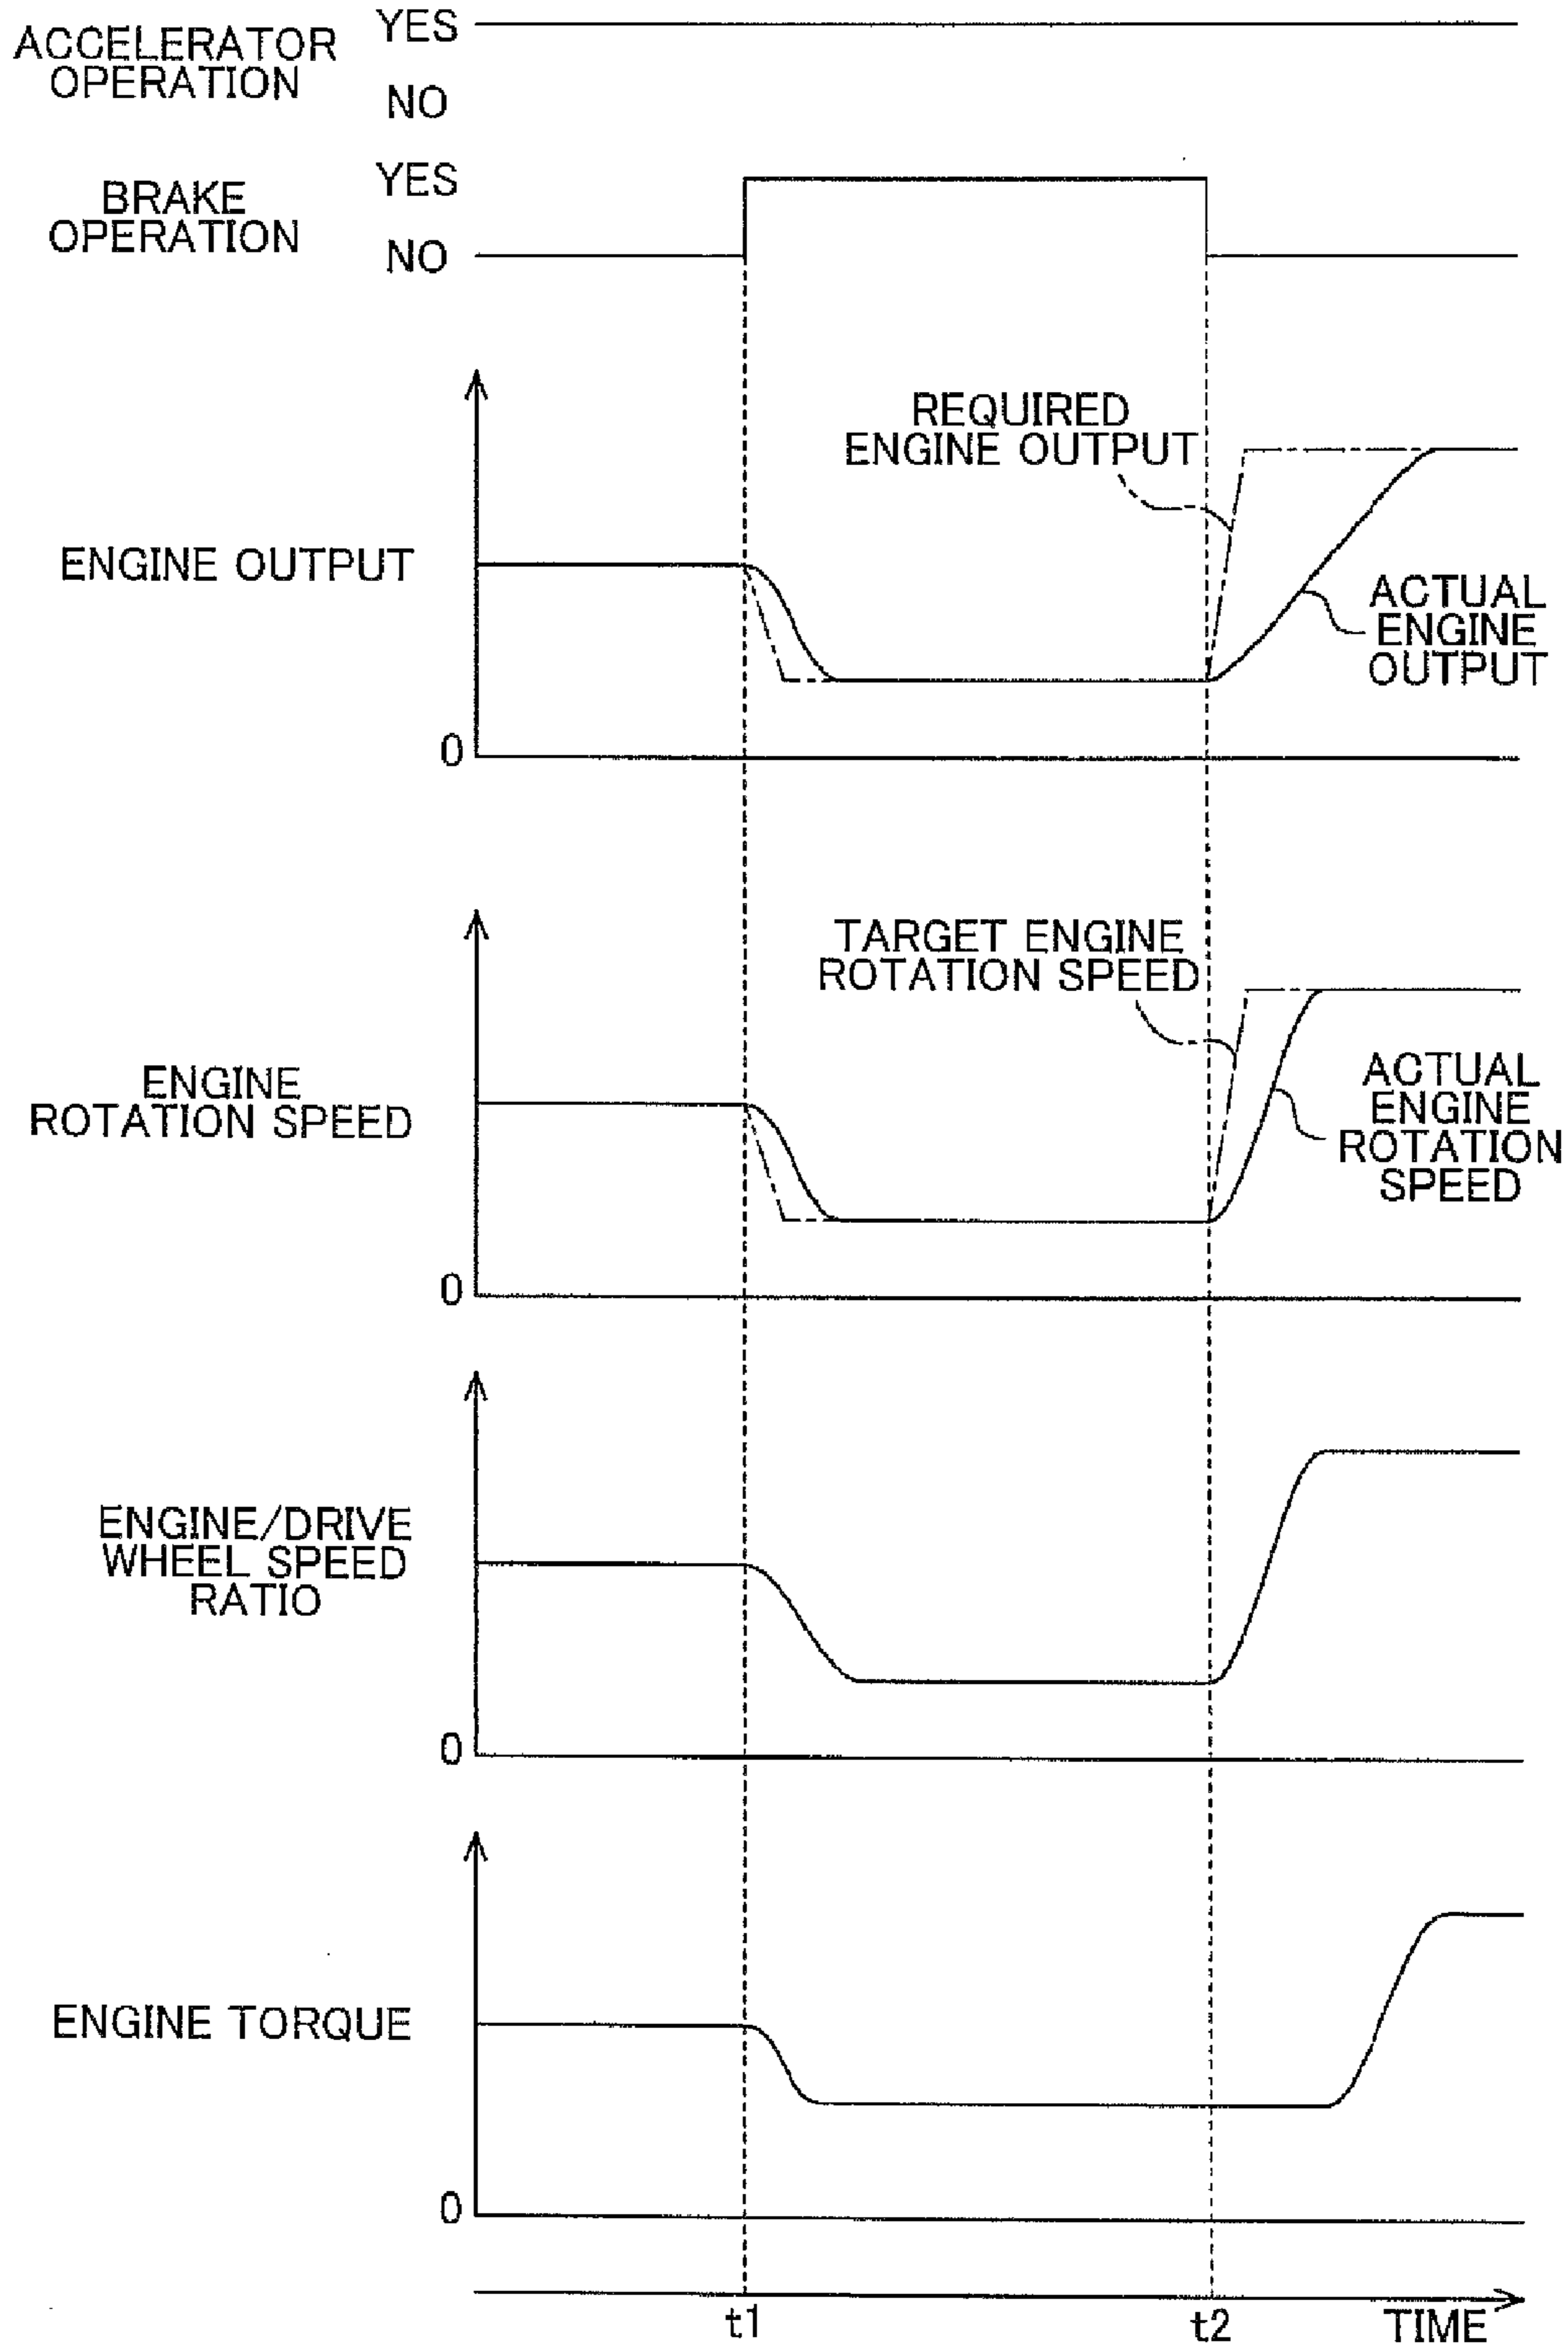 ACCELERATOR
OPERATION
YES
NO
BRAKE
OPERATION
YES
NO
REQUIRED
ENGINE OUTPUT
ENGINE OUTPUT
ACTUAL
ENGINE
OUTPUT
0
TARGET ENGINE
ROTATION SPEED
ENGINE
ROTATION SPEED
ACTUAL
ENGINE
ROTATION
SPEED
0
ENGINE/DRIVE
WHEEL SPEED
RATIO
0
ENGINE TORQUE
0
t1
t2
TIME